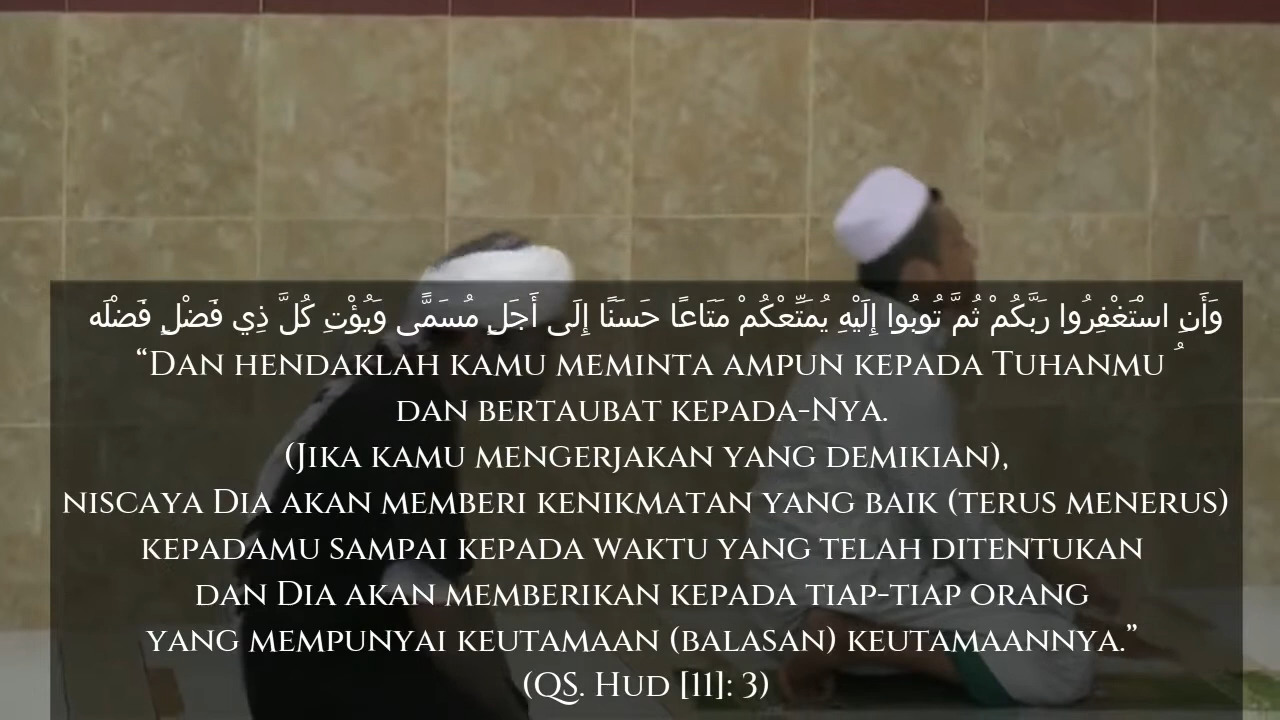 وَأَنِ اسْتَغْفِرُوا رَبَّكُمْ ثُمَّ تُوبُوا إِلَيْهِ يُمَتِّعْكُمْ مَتَاعًا حَسَنًا إِلَى أَجَلٍ مُسَمًّى وَيُؤْتِ كُلَّ ذِي فَضْلٍ فَضْلَهُ
“Dan hendaklah kamu meminta ampun kepada Tuhanmu
dan bertaubat kepada-Nya.
(Jika kamu mengerjakan yang demikian),
niscaya Dia akan memberi kenikmatan yang baik (terus menerus)
kepadamu sampai kepada waktu yang telah ditentukan
dan Dia akan memberikan kepada tiap-tiap orang
yang mempunyai keutamaan (balasan) keutamaannya.”
(QS. Hud [11]: 3)